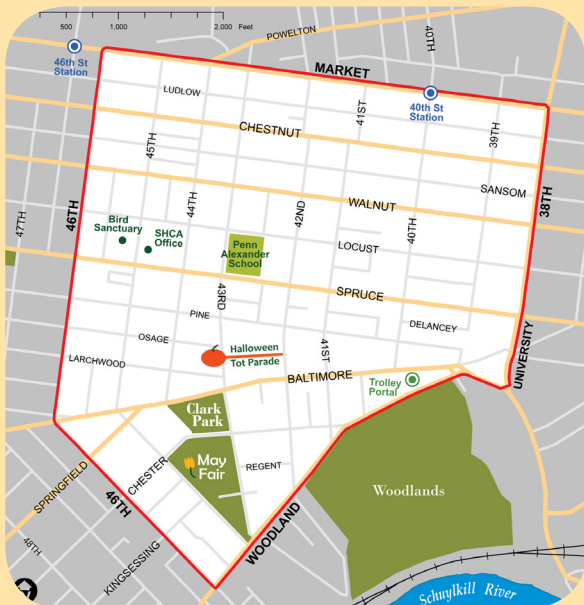 500
1,000
2,000
Feet
POWELTON
46th St
Station
40TH
MARKET
40th St
Station
LUDLOW
41ST
39TH
CHESTNUT
45TH
SANSOM
38TH
44TH
42ND
WALNUT
40TH
47TH
46TH
Bird
Sanctuary
SHCA
Office
Penn
Alexander
School
LOCUST
SPRUCE
43RD
PINE
DELANCEY
OSAGE
41ST
Halloween
Tot Parade
LARCHWOOD
BALTIMORE
UNIVERSITY
Trolley
Portal
Clark
Park
May
Fair
CHESTER
REGENT
SPRINGFIELD
46TH
Woodlands
WOODLAND
48TH
KINGSESSING
Schuylkill River